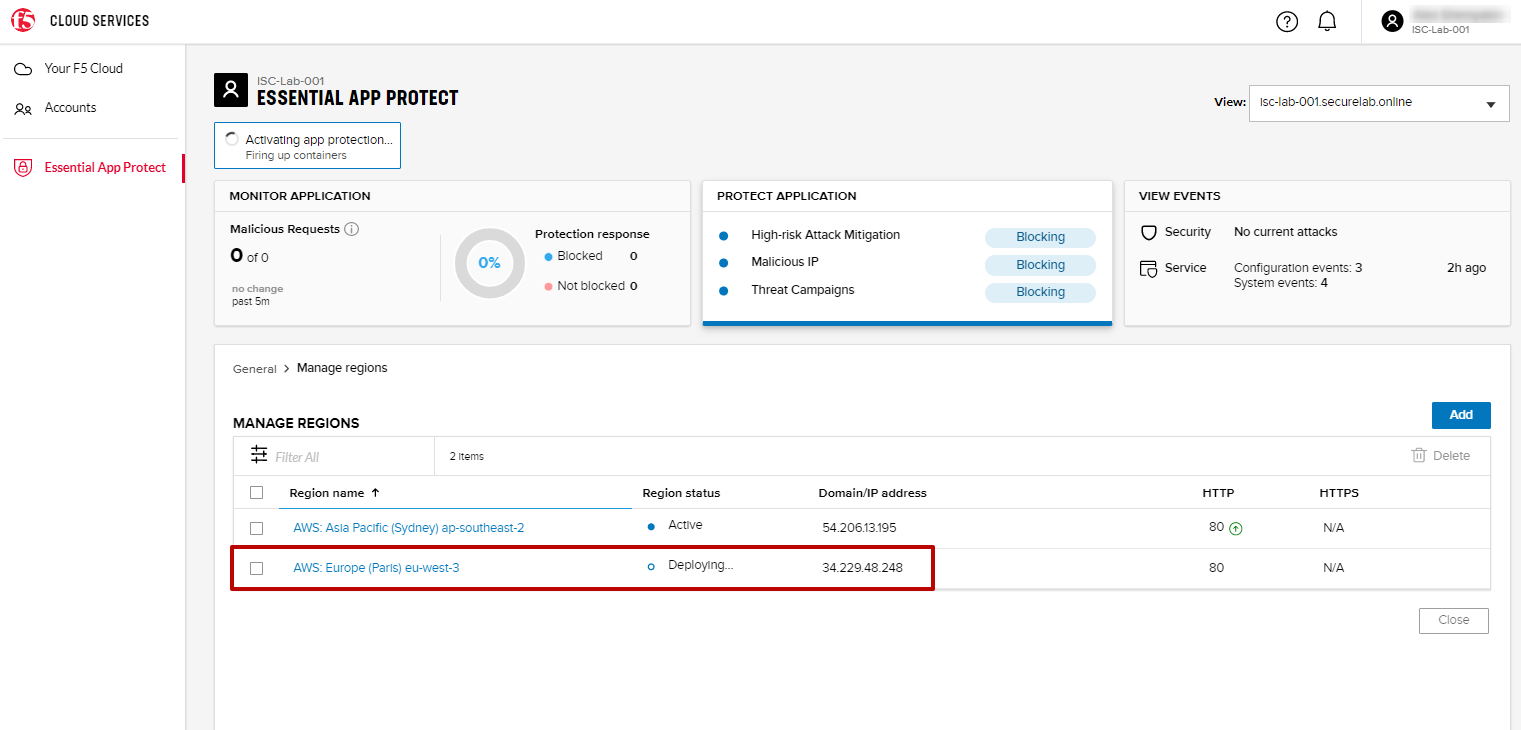 f5 CLOUD SERVICES
ISC-Lab-001
Your F5 Cloud
Accounts
Essential App Protect
ISC-Lab-001
ESSENTIAL APP PROTECT
View: isc-lab-001.securelab.online
Activating app protection...
Firing up containers
MONITOR APPLICATION
Malicious Requests
0 of 0
no change
past 5m
0%
Protection response
Blocked 0
Not blocked 0
PROTECT APPLICATION
High-risk Attack Mitigation Blocking
Malicious IP Blocking
Threat Campaigns Blocking
VIEW EVENTS
Security No current attacks
Service Configuration events: 3 2h ago
System events: 4
General > Manage regions
MANAGE REGIONS
Add
Filter All 2 Items Delete
Region name ↑ Region status Domain/IP address HTTP HTTPS
AWS: Asia Pacific (Sydney) ap-southeast-2 Active 54.206.13.195 80 N/A
AWS: Europe (Paris) eu-west-3 Deploying... 34.229.48.248 80 N/A
Close